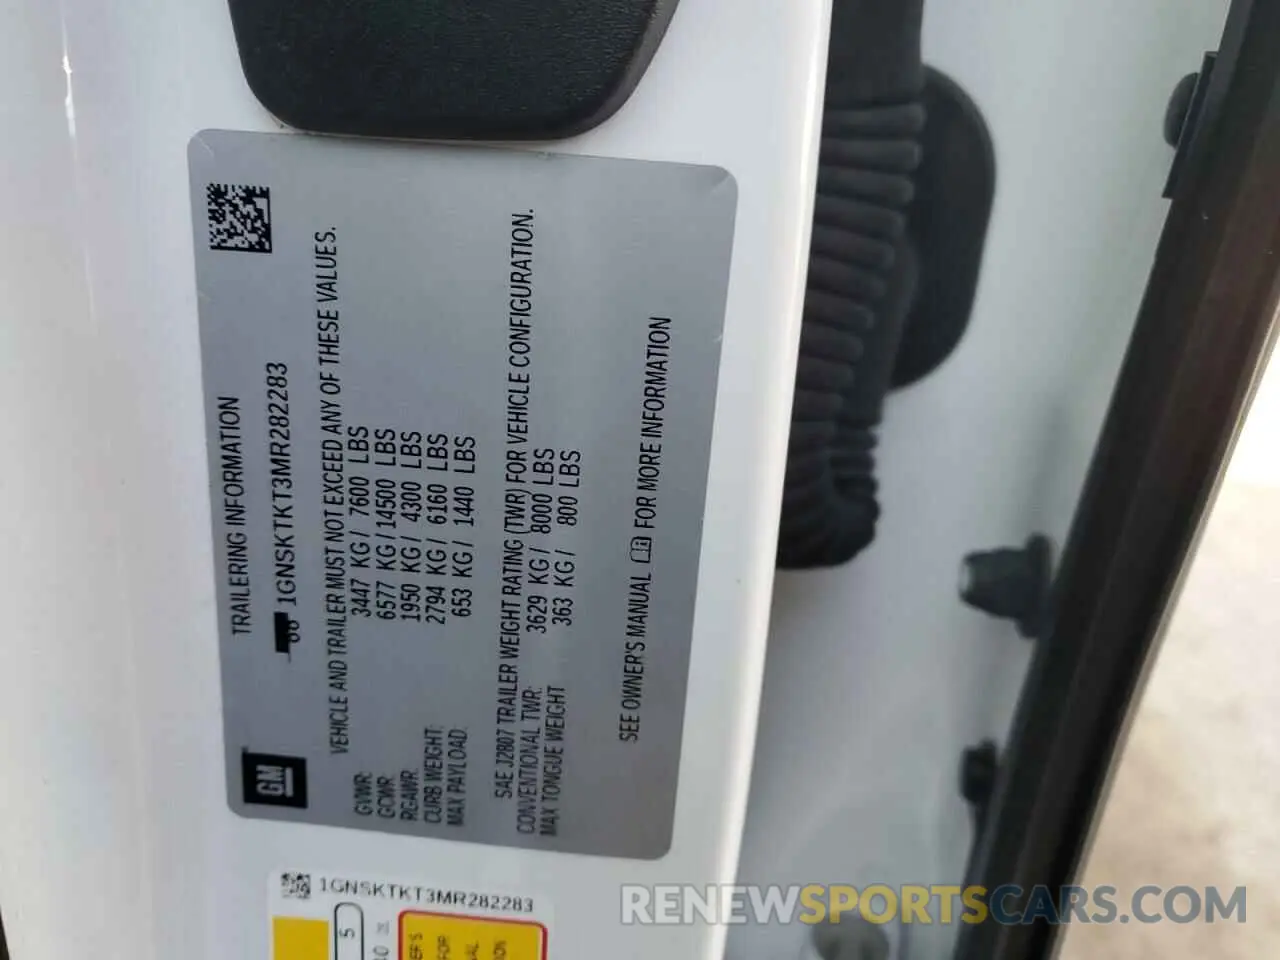 TRAILERING INFORMATION
1GNSKTKT3MR282283
GM
VEHICLE AND TRAILER MUST NOT EXCEED ANY OF THESE VALUES.
GVWR: 3447 KG/ 7600 LBS
GCWR: 6577 KG/14500 LBS
RGAWR: 1950 KG/ 4300 LBS
CURB WEIGHT: 2794 KG/ 6160 LBS
MAX PAYLOAD: 653 KG/ 1440 LBS
SAE J2807 TRAILER WEIGHT RATING (TWR) FOR VEHICLE CONFIGURATION.
CONVENTIONAL TWR: 3629 KG/ 8000 LBS
MAX TONGUE WEIGHT 363 KG/ 800 LBS
SEE OWNER'S MANUAL FOR MORE INFORMATION
1GNSKTKT3MR282283
5
FOR
RENEWSPORTSCARS.COM